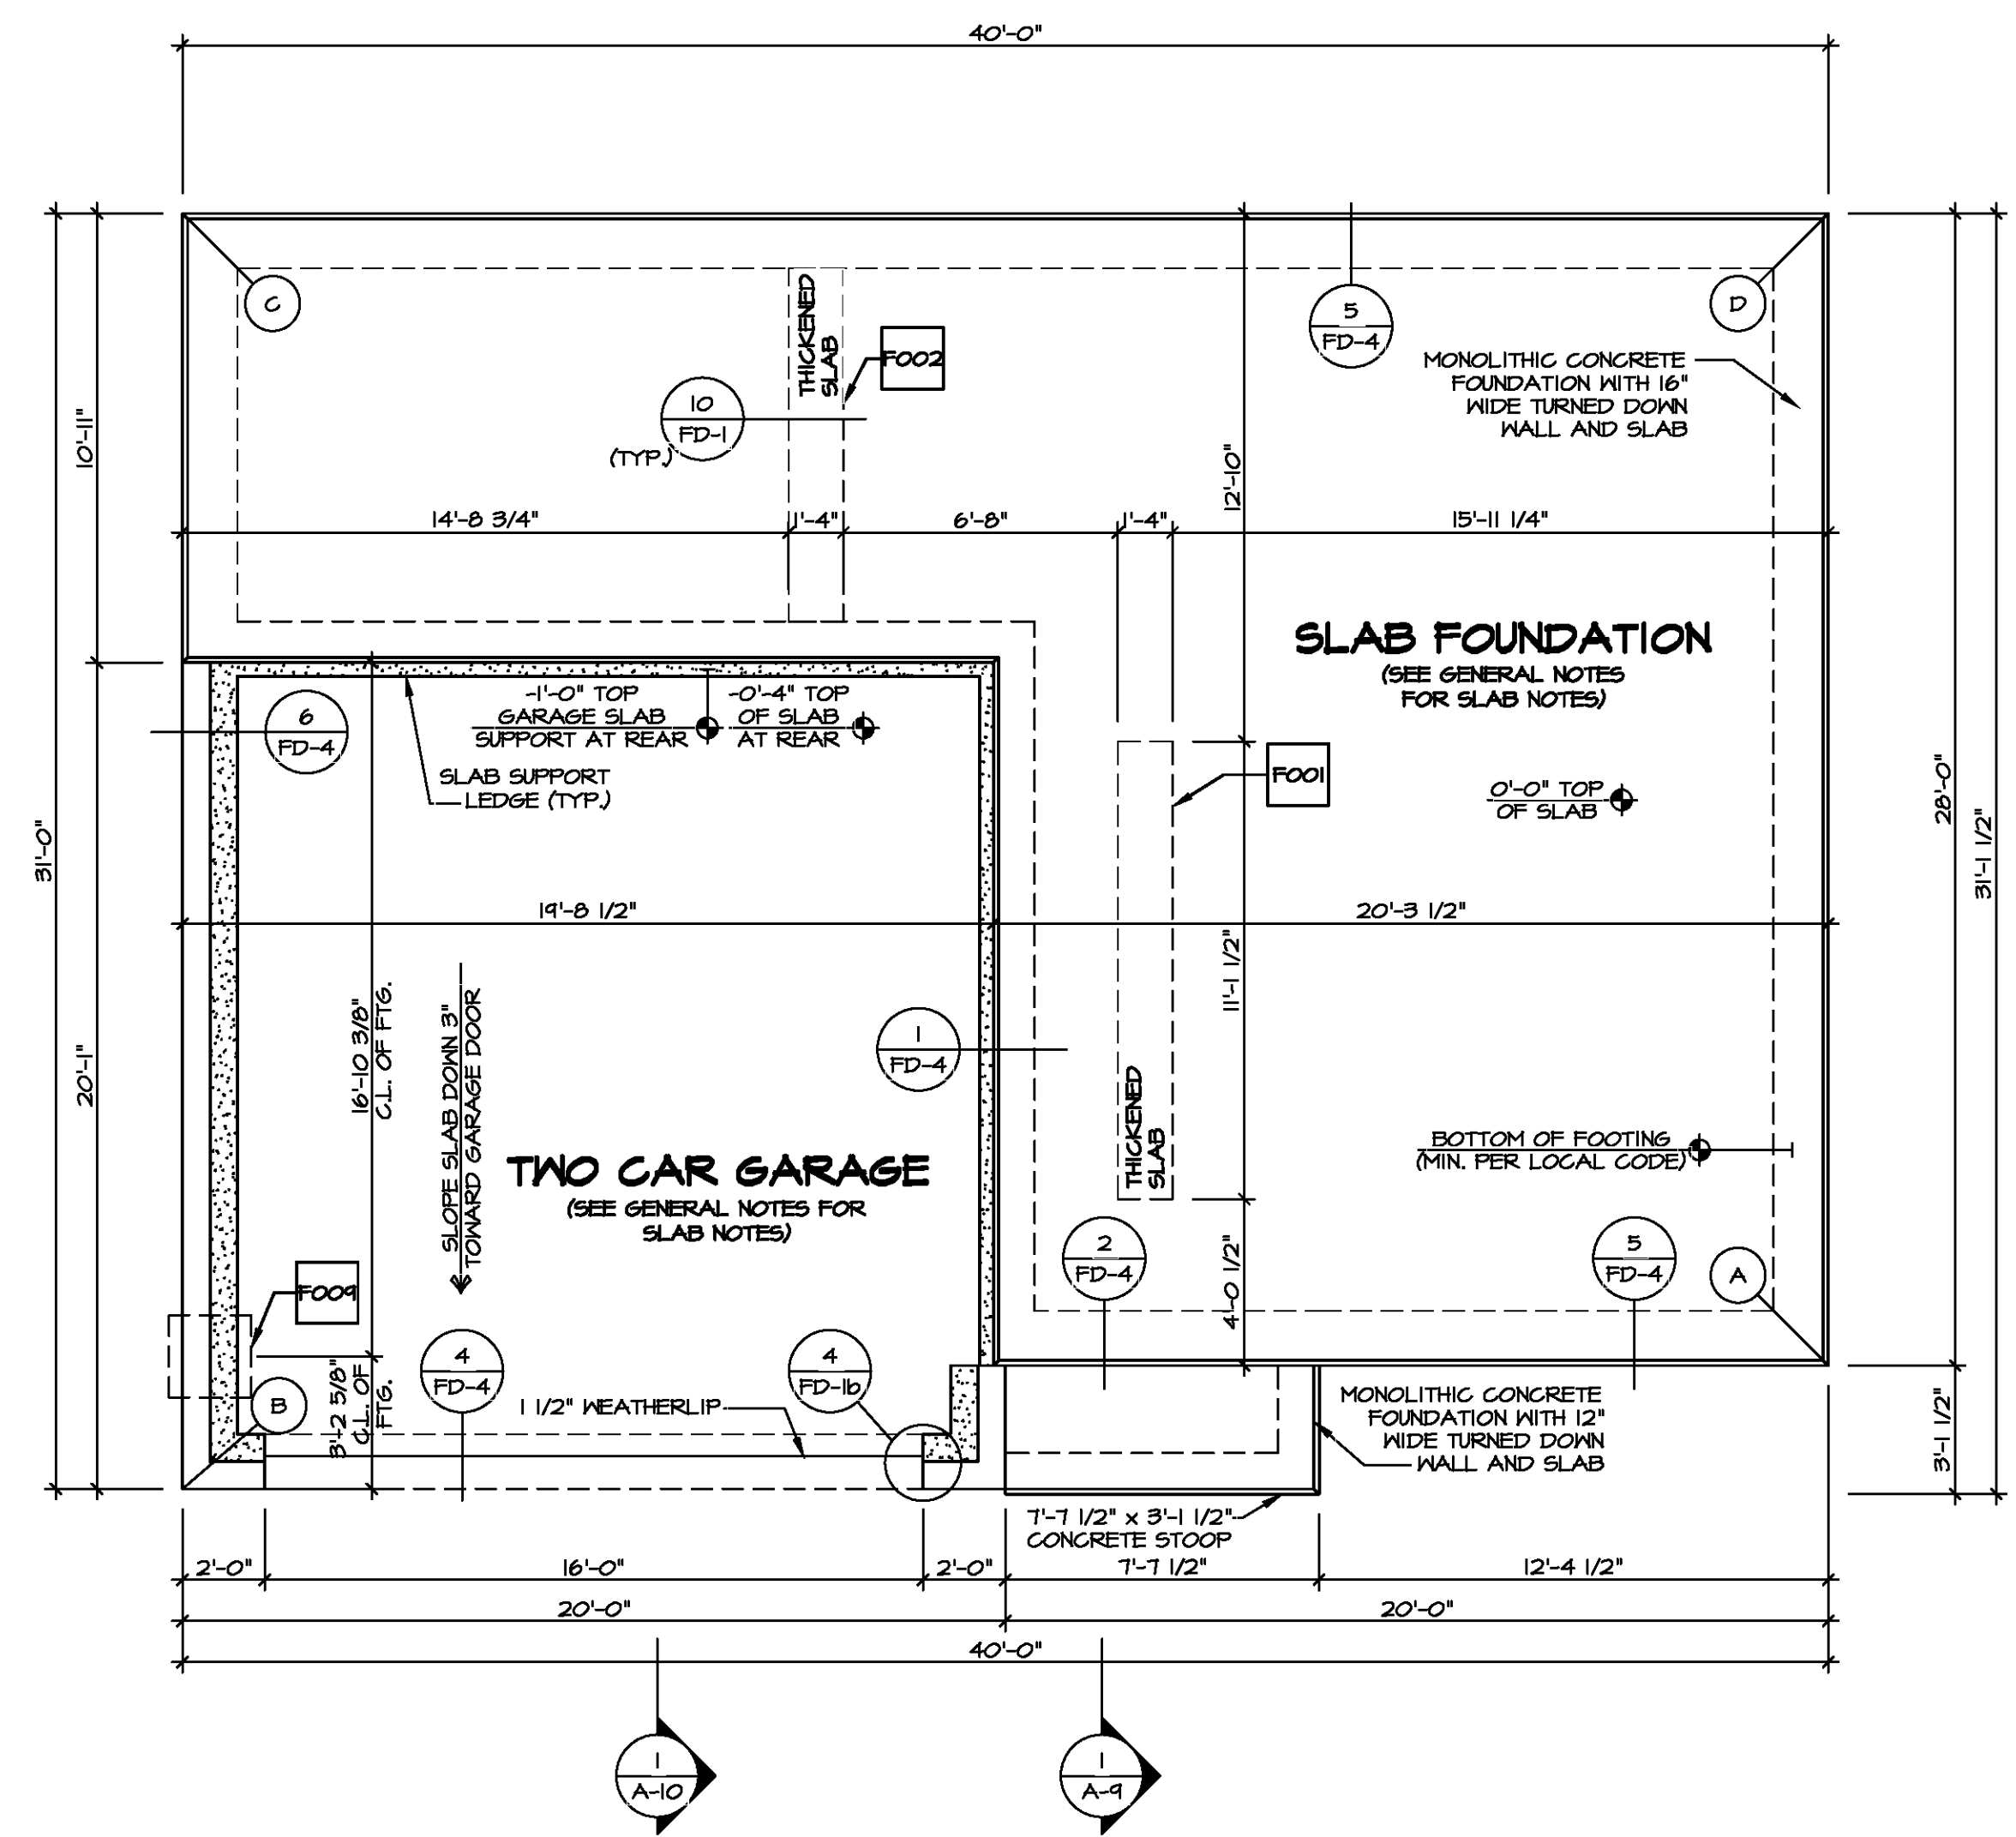 40'-0"
C
THICKENED
SLAB
F002
10
FD-1
(TYP.)
5
FD-4
D
MONOLITHIC CONCRETE
FOUNDATION WITH 16"
WIDE TURNED DOWN
WALL AND SLAB
10'-11"
12'-10"
14'-8 3/4"
1'-4"
6'-8"
1'-4"
15'-11 1/4"
SLAB FOUNDATION
(SEE GENERAL NOTES
FOR SLAB NOTES)
6
FD-4
-1'-0" TOP
GARAGE SLAB
SUPPORT AT REAR
-0'-4" TOP
OF SLAB
AT REAR
SLAB SUPPORT
LEDGE (TYP.)
F001
0'-0" TOP
OF SLAB
31'-0"
28'-0"
31'-1 1/2"
19'-8 1/2"
20'-3 1/2"
11'-1 1/2"
20'-1"
16'-10 3/8"
C.L. OF FTG.
SLOPE SLAB DOWN 3"
TOWARD GARAGE DOOR
1
FD-4
THICKENED
SLAB
TWO CAR GARAGE
(SEE GENERAL NOTES FOR
SLAB NOTES)
BOTTOM OF FOOTING
(MIN. PER LOCAL CODE)
F009
2
FD-4
4'-0 1/2"
5
FD-4
A
B
3'-2 5/8"
C.L. OF
FTG.
4
FD-4
4
FD-1b
1 1/2" WEATHERLIP
MONOLITHIC CONCRETE
FOUNDATION WITH 12"
WIDE TURNED DOWN
WALL AND SLAB
3'-1 1/2"
7'-7 1/2" x 3'-1 1/2"
CONCRETE STOOP
2'-0"
16'-0"
2'-0"
7'-7 1/2"
12'-4 1/2"
20'-0"
20'-0"
40'-0"
1
A-10
1
A-9